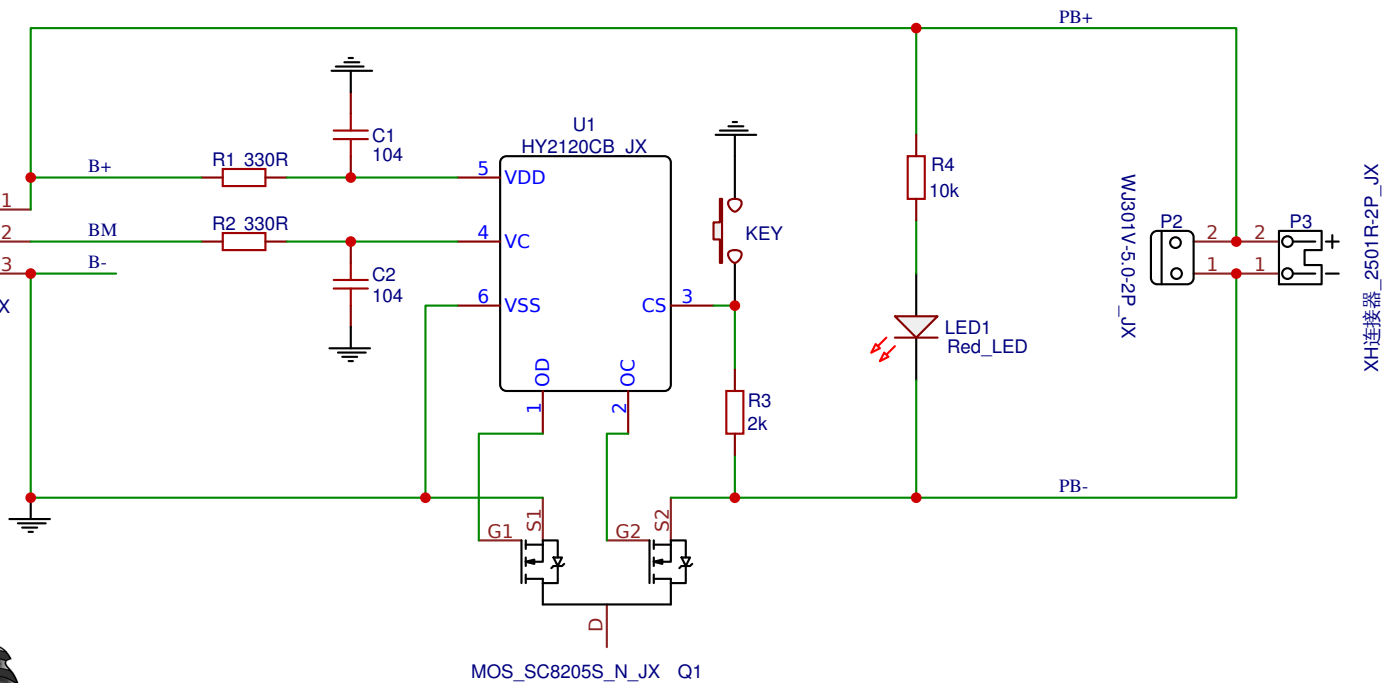 PB+
C1
104
U1
HY2120CB_JX
B+
R1 330R
5
VDD
1
BM
R2 330R
4
VC
2
KEY
R4
10k
B-
3
C2
104
6
VSS
CS
3
X
OD
OC
1
2
R3
2k
LED1
Red_LED
WJ301V-5.0-2P_JX
P2
2
2
P3
+
1
1
−
XH连接器_2501R-2P_JX
PB-
G1
S1
G2
S2
D
MOS_SC8205S_N_JX Q1